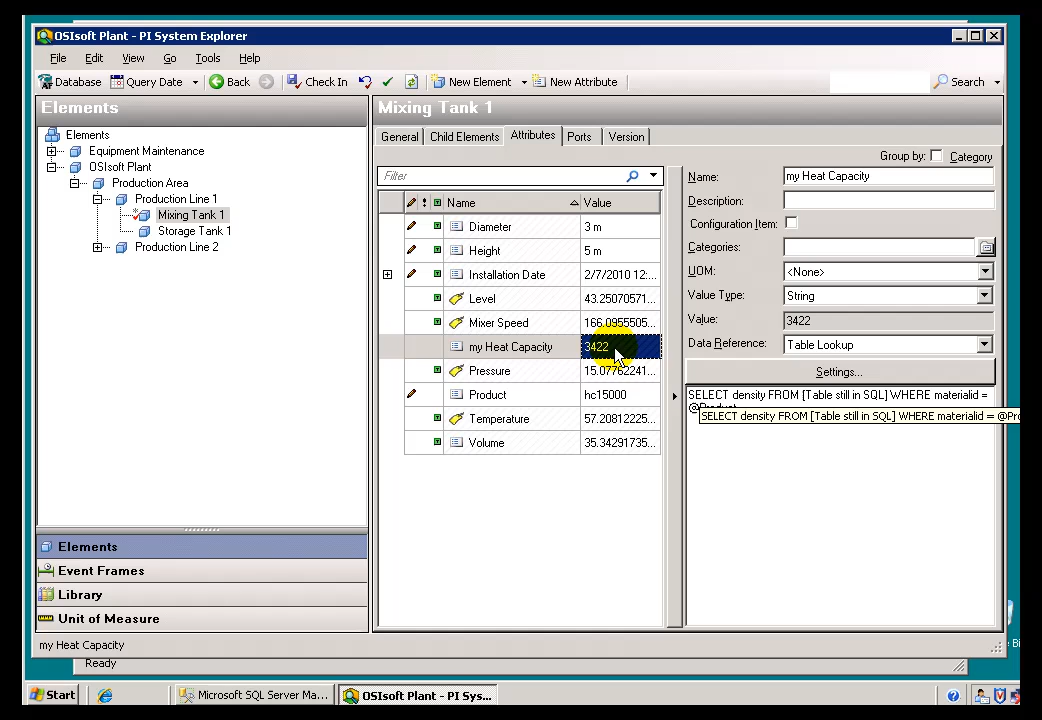 OSIsoft Plant - PI System Explorer
File Edit View Go Tools Help
Database Query Date Back Check In New Element New Attribute Search
Elements
Elements
Equipment Maintenance
OSIsoft Plant
Production Area
Production Line 1
Mixing Tank 1
Storage Tank 1
Production Line 2
Elements
Event Frames
Library
Unit of Measure
Mixing Tank 1
General Child Elements Attributes Ports Version
Group by: Category
Filter
Name Value
Diameter 3 m
Height 5 m
Installation Date 2/7/2010 12:...
Level 43.25070571...
Mixer Speed 166.0955505...
my Heat Capacity 3422
Pressure 15.07762241...
Product hc15000
Temperature 57.20812225...
Volume 35.34291735...
Name: my Heat Capacity
Description:
Configuration Item:
Categories:
UOM: <None>
Value Type: String
Value: 3422
Data Reference: Table Lookup
Settings...
SELECT density FROM [Table still in SQL] WHERE materialid =
@Product
SELECT density FROM [Table still in SQL] WHERE materialid = @Pro
my Heat Capacity
Ready
Start Microsoft SQL Server Ma... OSIsoft Plant - PI Sys...